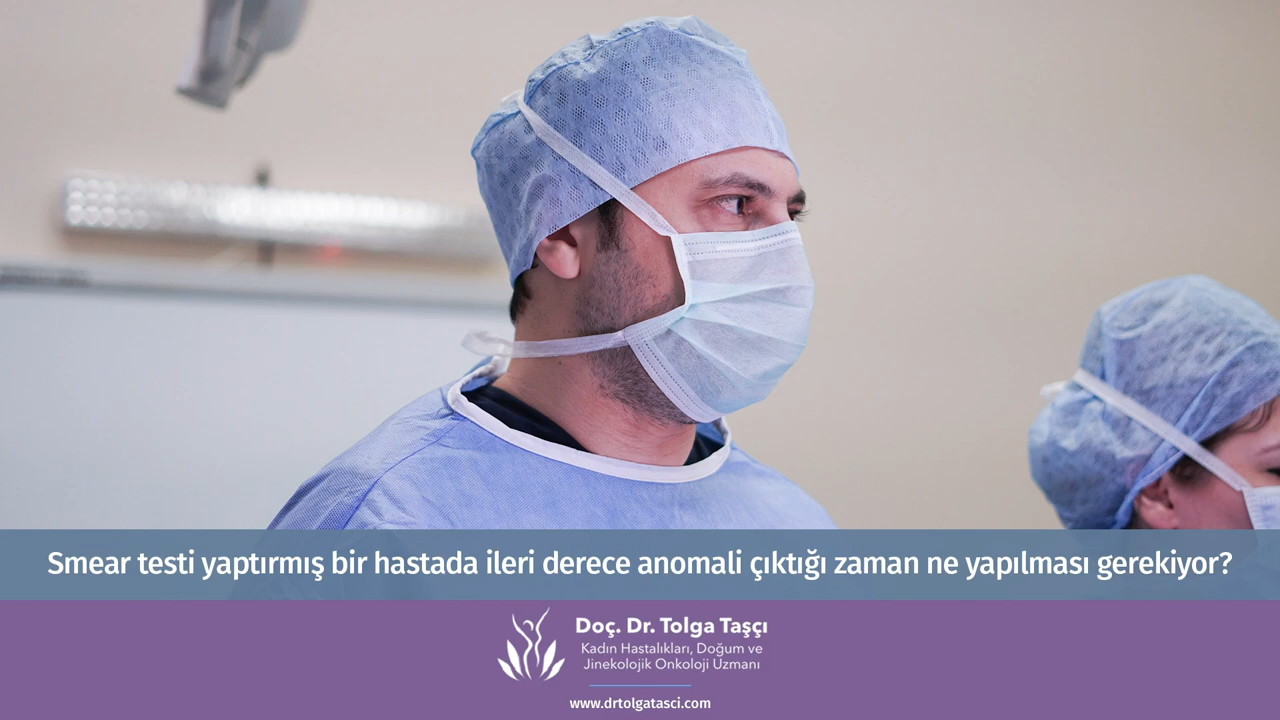 Smear testi yaptırmış bir hastada ileri derece anomali çıktığı zaman ne yapılması gerekiyor?
Doç. Dr. Tolga Taşçı
Kadın Hastalıkları, Doğum ve
Jinekolojik Onkoloji Uzmanı
www.drtolgatasci.com